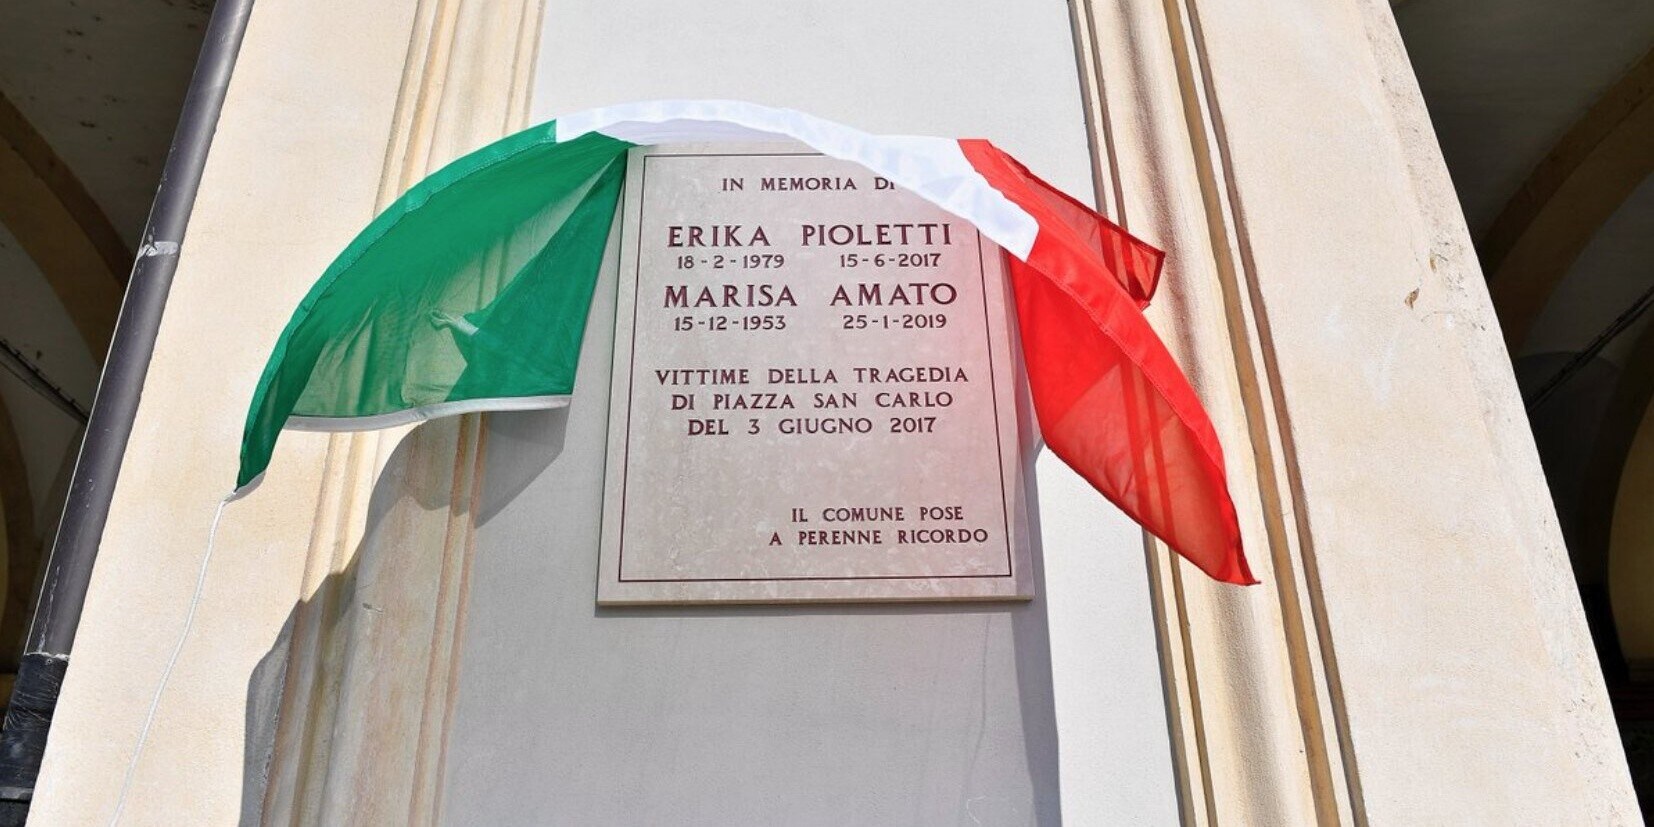 IN MEMORIA DI
ERIKA PIOLETTI
18-2-1979 15-6-2017
MARISA AMATO
15-12-1953 25-1-2019
VITTIME DELLA TRAGEDIA
DI PIAZZA SAN CARLO
DEL 3 GIUGNO 2017
IL COMUNE POSE
A PERENNE RICORDO